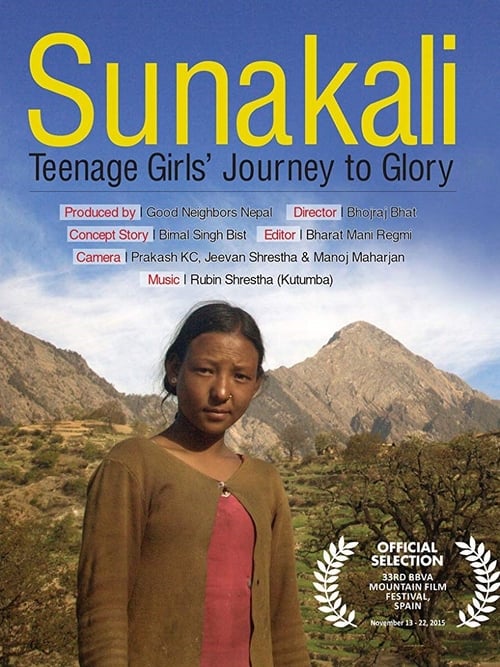 Sunakali
Teenage Girls' Journey to Glory
Produced by | Good Neighbors Nepal Director | Bhojraj Bhat
Concept Story | Bimal Singh Bist Editor | Bharat Mani Regmi
Camera | Prakash KC, Jeevan Shrestha & Manoj Maharjan
Music | Rubin Shrestha (Kutumba)
OFFICIAL
SELECTION
33RD BBVA
MOUNTAIN FILM
FESTIVAL,
SPAIN
November 13 - 22, 2015